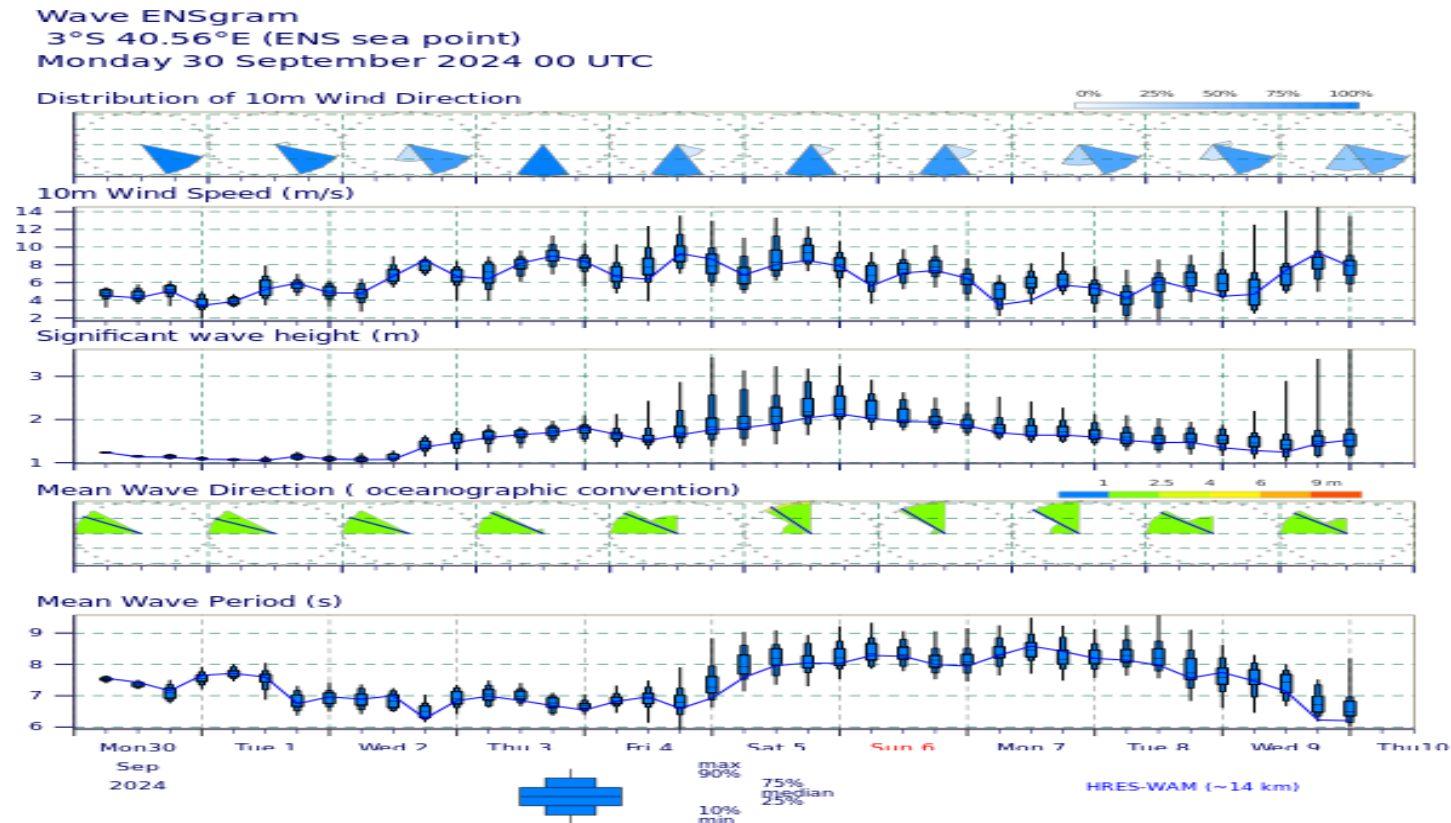 Wave ENSgram
3°S 40.56°E (ENS sea point)
Monday 30 September 2024 00 UTC
Distribution of 10m Wind Direction
0% 25% 50% 75% 100%
10m Wind Speed (m/s)
14
12
10
8
6
4
2
Significant wave height (m)
3
2
1
Mean Wave Direction ( oceanographic convention)
1 2.5 4 6 9 m
Mean Wave Period (s)
9
8
7
6
Mon30 Tue 1 Wed 2 Thu 3 Fri 4 Sat 5 Sun 6 Mon 7 Tue 8 Wed 9 Thu10
Sep
2024
max
90%
75%
median
25%
10%
min
HRES-WAM (~14 km)